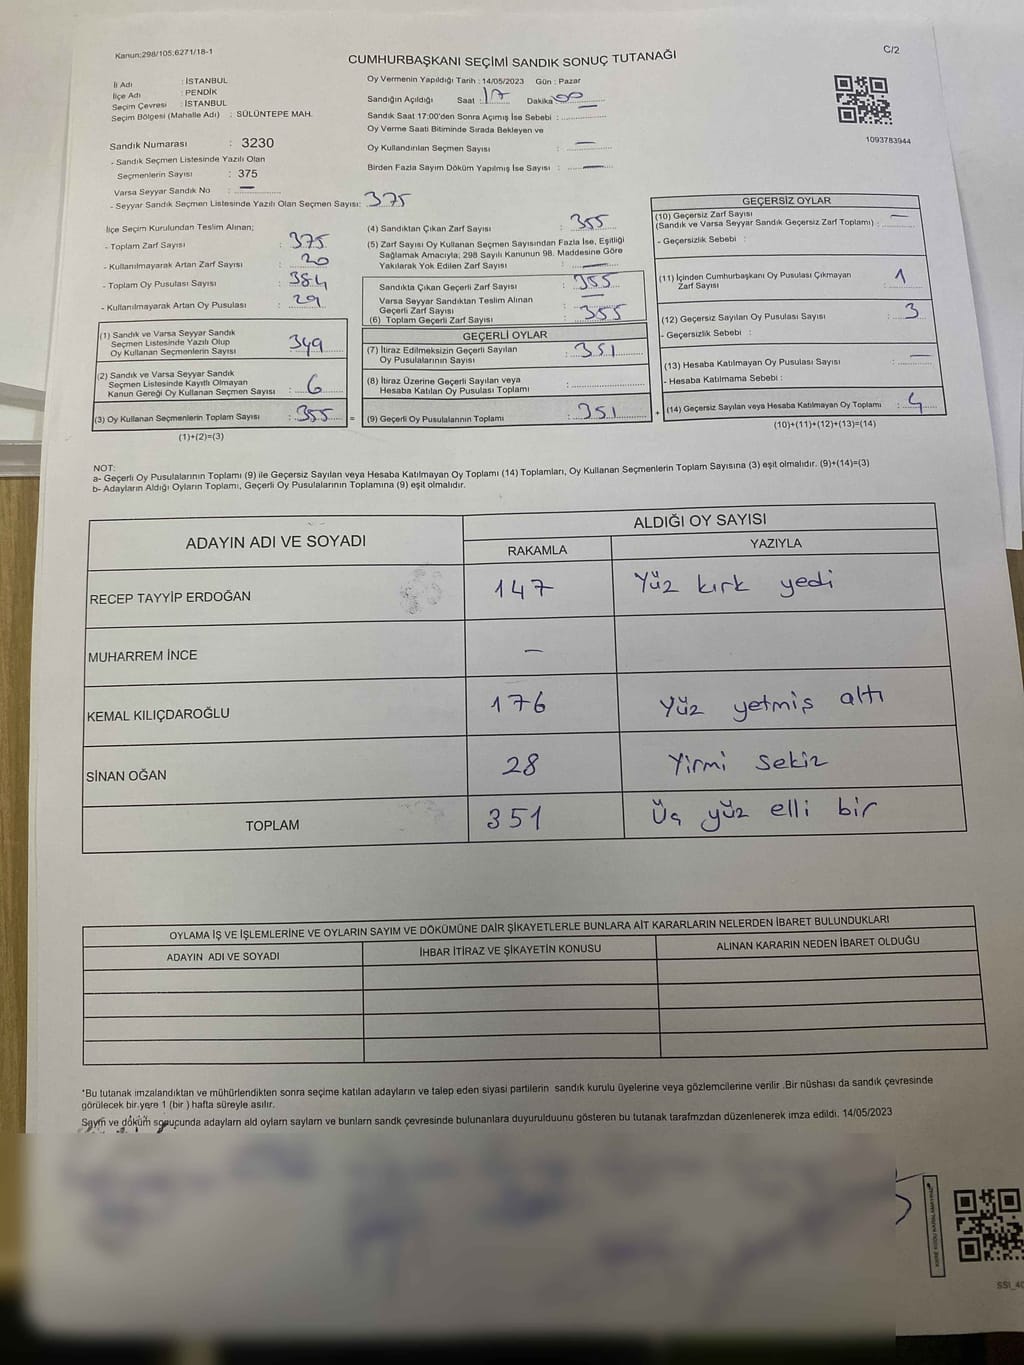 Kanun:298/105;6271/18-1
C/2
CUMHURBAŞKANI SEÇİMİ SANDIK SONUÇ TUTANAĞI
İl Adı : İSTANBUL
İlçe Adı : PENDİK
Seçim Çevresi : İSTANBUL
Seçim Bölgesi (Mahalle Adı) : SÜLÜNTEPE MAH.
Sandık Numarası : 3230
- Sandık Seçmen Listesinde Yazılı Olan
Seçmenlerin Sayısı : 375
Varsa Seyyar Sandık No : —
- Seyyar Sandık Seçmen Listesinde Yazılı Olan Seçmen Sayısı: 375
Oy Vermenin Yapıldığı Tarih : 14/05/2023 Gün : Pazar
Sandığın Açıldığı Saat : 17 Dakika 00
Sandık Saat 17:00'den Sonra Açımış İse Sebebi :
Oy Verme Saati Bitiminde Sırada Bekleyen ve
Oy Kullandırılan Seçmen Sayısı : —
Birden Fazla Sayım Döküm Yapılmış İse Sayısı : —
1093783944
İlçe Seçim Kurulundan Teslim Alınan;
- Toplam Zarf Sayısı : 375
- Kullanılmayarak Artan Zarf Sayısı : 20
- Toplam Oy Pusulası Sayısı : 384
- Kullanılmayarak Artan Oy Pusulası : 29
(1) Sandık ve Varsa Seyyar Sandık
Seçmen Listesinde Yazılı Olup
Oy Kullanan Seçmenlerin Sayısı : 349
(2) Sandık ve Varsa Seyyar Sandık
Seçmen Listesinde Kayıtlı Olmayan
Kanun Gereği Oy Kullanan Seçmen Sayısı : 6
(3) Oy Kullanan Seçmenlerin Toplam Sayısı : 355 =
(1)+(2)=(3)
(4) Sandıktan Çıkan Zarf Sayısı : 355
(5) Zarf Sayısı Oy Kullanan Seçmen Sayısından Fazla İse, Eşitliği
Sağlamak Amacıyla; 298 Sayılı Kanunun 98. Maddesine Göre
Yakılarak Yok Edilen Zarf Sayısı : —
Sandıkta Çıkan Geçerli Zarf Sayısı : 355
Varsa Seyyar Sandıktan Teslim Alınan
Geçerli Zarf Sayısı : —
(6) Toplam Geçerli Zarf Sayısı : 355
GEÇERLİ OYLAR
(7) İtiraz Edilmeksizin Geçerli Sayılan
Oy Pusulalarının Sayısı : 351
(8) İtiraz Üzerine Geçerli Sayılan veya
Hesaba Katılan Oy Pusulası Toplamı :
(9) Geçerli Oy Pusulalarının Toplamı : 351 +
GEÇERSİZ OYLAR
(10) Geçersiz Zarf Sayısı
(Sandık ve Varsa Seyyar Sandık Geçersiz Zarf Toplamı) : —
- Geçersizlik Sebebi :
(11) İçinden Cumhurbaşkanı Oy Pusulası Çıkmayan
Zarf Sayısı : 1
(12) Geçersiz Sayılan Oy Pusulası Sayısı : 3
- Geçersizlik Sebebi :
(13) Hesaba Katılmayan Oy Pusulası Sayısı : —
- Hesaba Katılmama Sebebi :
(14) Geçersiz Sayılan veya Hesaba Katılmayan Oy Toplamı : 4
(10)+(11)+(12)+(13)=(14)
NOT:
a- Geçerli Oy Pusulalarının Toplamı (9) ile Geçersiz Sayılan veya Hesaba Katılmayan Oy Toplamı (14) Toplamları, Oy Kullanan Seçmenlerin Toplam Sayısına (3) eşit olmalıdır. (9)+(14)=(3)
b- Adayların Aldığı Oyların Toplamı, Geçerli Oy Pusulalarının Toplamına (9) eşit olmalıdır.
ADAYIN ADI VE SOYADI
ALDIĞI OY SAYISI
RAKAMLA YAZIYLA
RECEP TAYYİP ERDOĞAN 147 Yüz kırk yedi
MUHARREM İNCE —
KEMAL KILIÇDAROĞLU 176 Yüz yetmiş altı
SİNAN OĞAN 28 Yirmi sekiz
TOPLAM 351 Üç yüz elli bir
OYLAMA İŞ VE İŞLEMLERİNE VE OYLARIN SAYIM VE DÖKÜMÜNE DAİR ŞİKAYETLERLE BUNLARA AİT KARARLARIN NELERDEN İBARET BULUNDUKLARI
ADAYIN ADI VE SOYADI İHBAR İTİRAZ VE ŞİKAYETİN KONUSU ALINAN KARARIN NEDEN İBARET OLDUĞU
*Bu tutanak imzalandıktan ve mühürlendikten sonra seçime katılan adayların ve talep eden siyasi partilerin sandık kurulu üyelerine veya gözlemcilerine verilir .Bir nüshası da sandık çevresinde
görülecek bir yere 1 (bir ) hafta süreyle asılır.
Sayım ve döküm sonucunda adayların ald oyların saylarn ve bunlarn sandk çevresinde bulunanlara duyurulduunu gösteren bu tutanak tarafmzdan düzenlenerek imza edildi. 14/05/2023